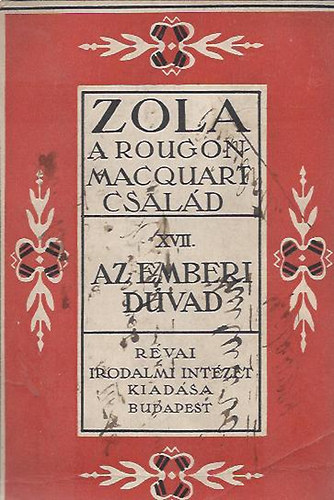 ZOLA
A ROUGON
MACQUART
CSALÁD
XVII.
AZ EMBERI
DÚVAD
RÉVAI
IRODALMI INTÉZET
KIADÁSA
BUDAPEST